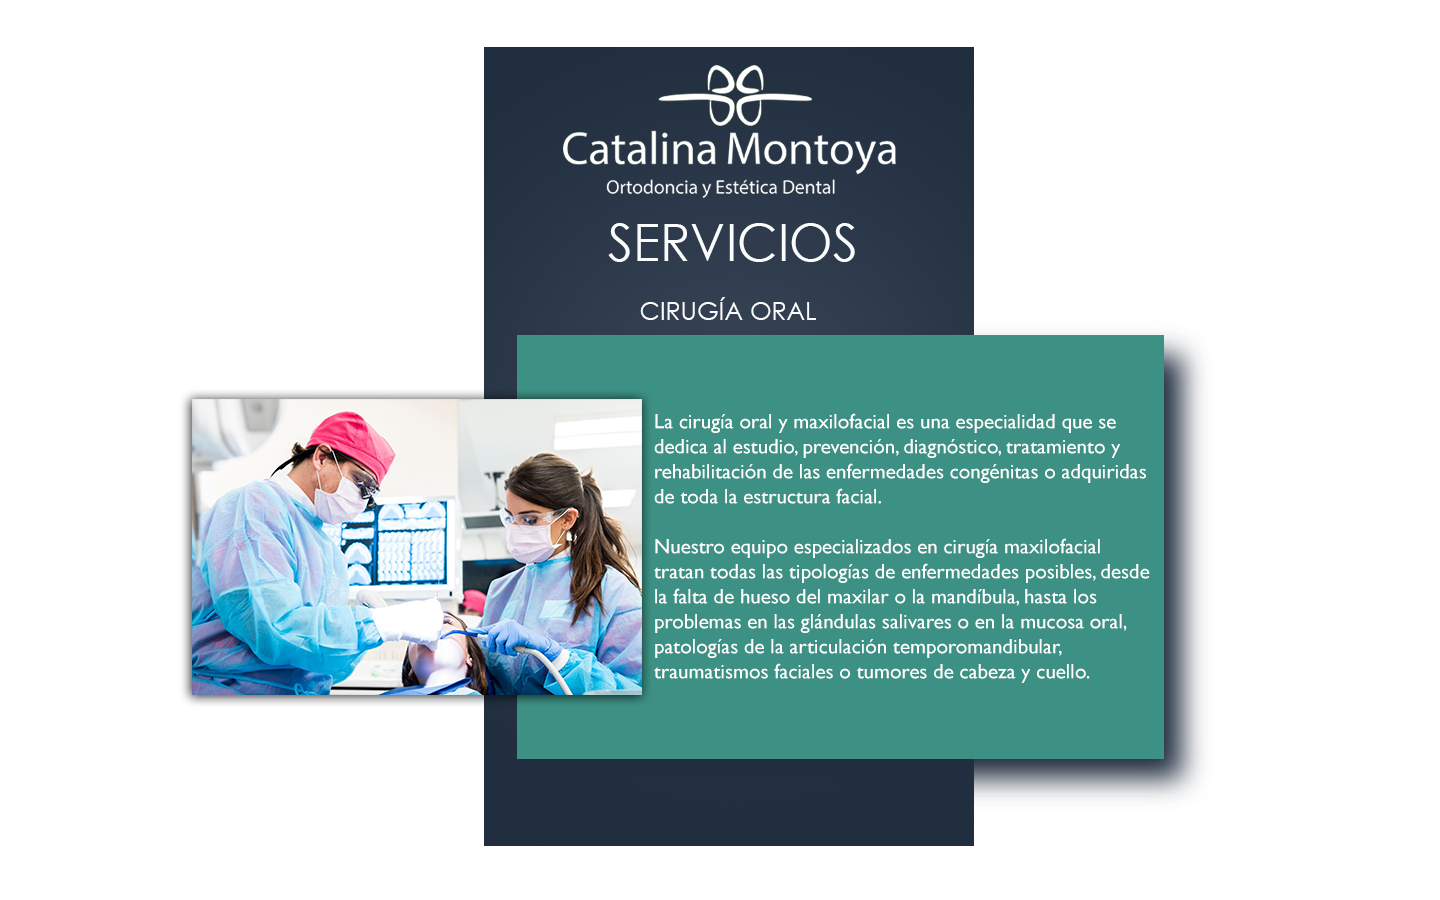 Catalina Montoya
Ortodoncia y Estética Dental
SERVICIOS
CIRUGÍA ORAL
La cirugía oral y maxilofacial es una especialidad que se
dedica al estudio, prevención, diagnóstico, tratamiento y
rehabilitación de las enfermedades congénitas o adquiridas
de toda la estructura facial.
Nuestro equipo especializados en cirugía maxilofacial
tratan todas las tipologías de enfermedades posibles, desde
la falta de hueso del maxilar o la mandíbula, hasta los
problemas en las glándulas salivares o en la mucosa oral,
patologías de la articulación temporomandibular,
traumatismos faciales o tumores de cabeza y cuello.